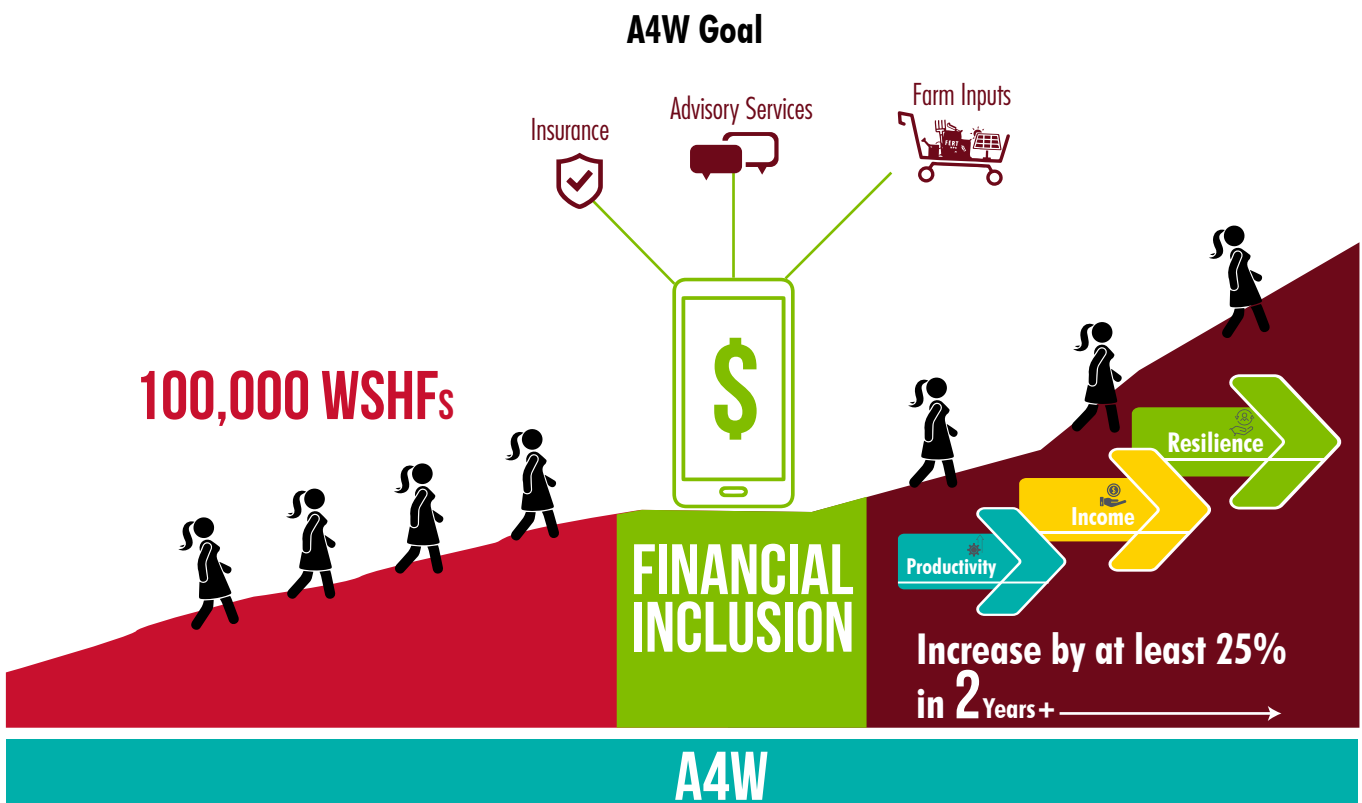 A4W Goal
Insurance
Advisory Services
Farm Inputs
FERT
$
100,000 WSHFs
FINANCIAL
INCLUSION
Resilience
Income
Productivity
Increase by at least 25%
in 2 Years+
A4W